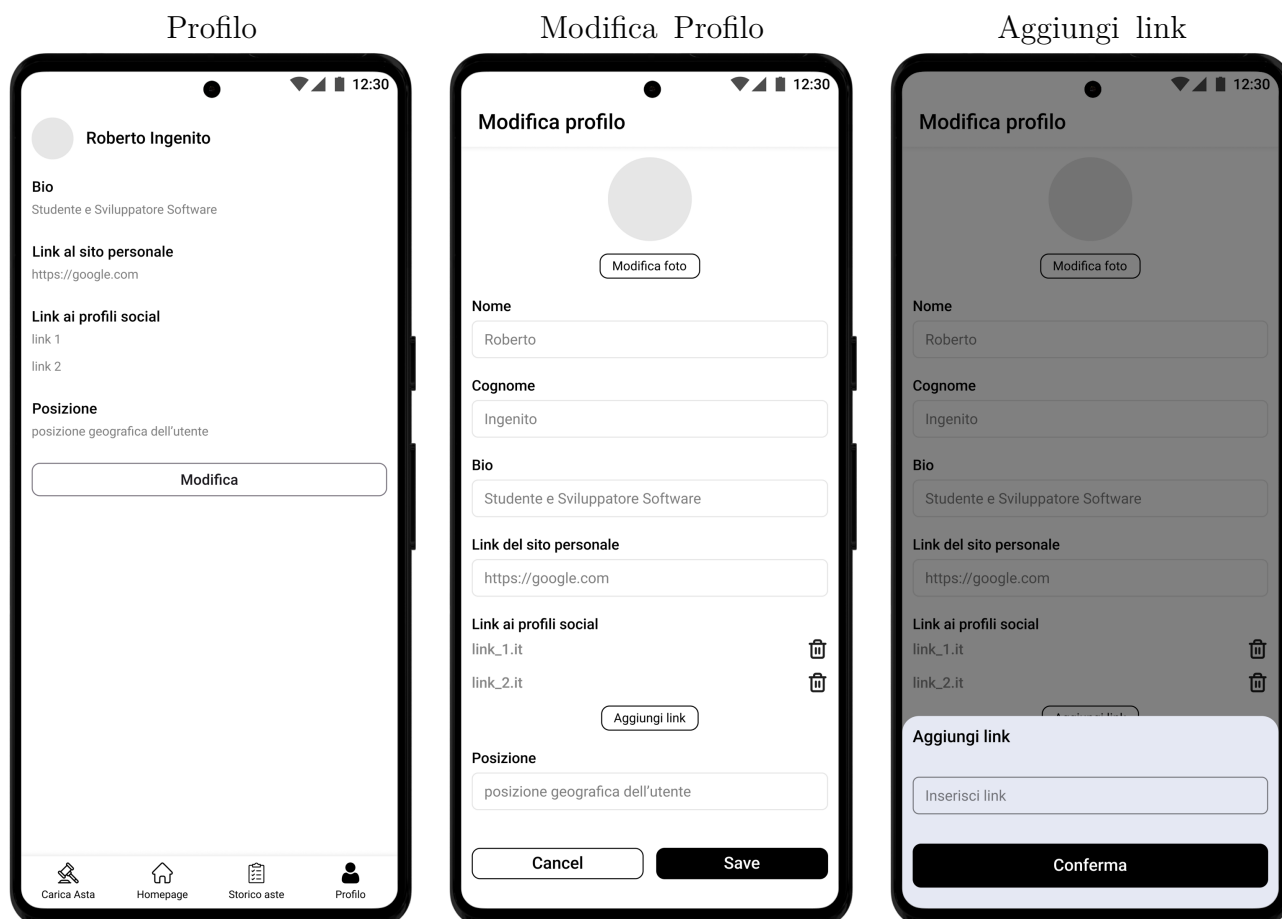 Profilo
12:30
Roberto Ingenito
Bio
Studente e Sviluppatore Software
Link al sito personale
https://google.com
Link ai profili social
link 1
link 2
Posizione
posizione geografica dell'utente
Modifica
Carica Asta
Homepage
Storico aste
Profilo
Modifica Profilo
12:30
Modifica profilo
Modifica foto
Nome
Roberto
Cognome
Ingenito
Bio
Studente e Sviluppatore Software
Link del sito personale
https://google.com
Link ai profili social
link_1.it
link_2.it
Aggiungi link
Posizione
posizione geografica dell'utente
Cancel
Save
Aggiungi link
12:30
Modifica profilo
Modifica foto
Nome
Roberto
Cognome
Ingenito
Bio
Studente e Sviluppatore Software
Link del sito personale
https://google.com
Link ai profili social
link_1.it
link_2.it
Aggiungi link
Inserisci link
Conferma